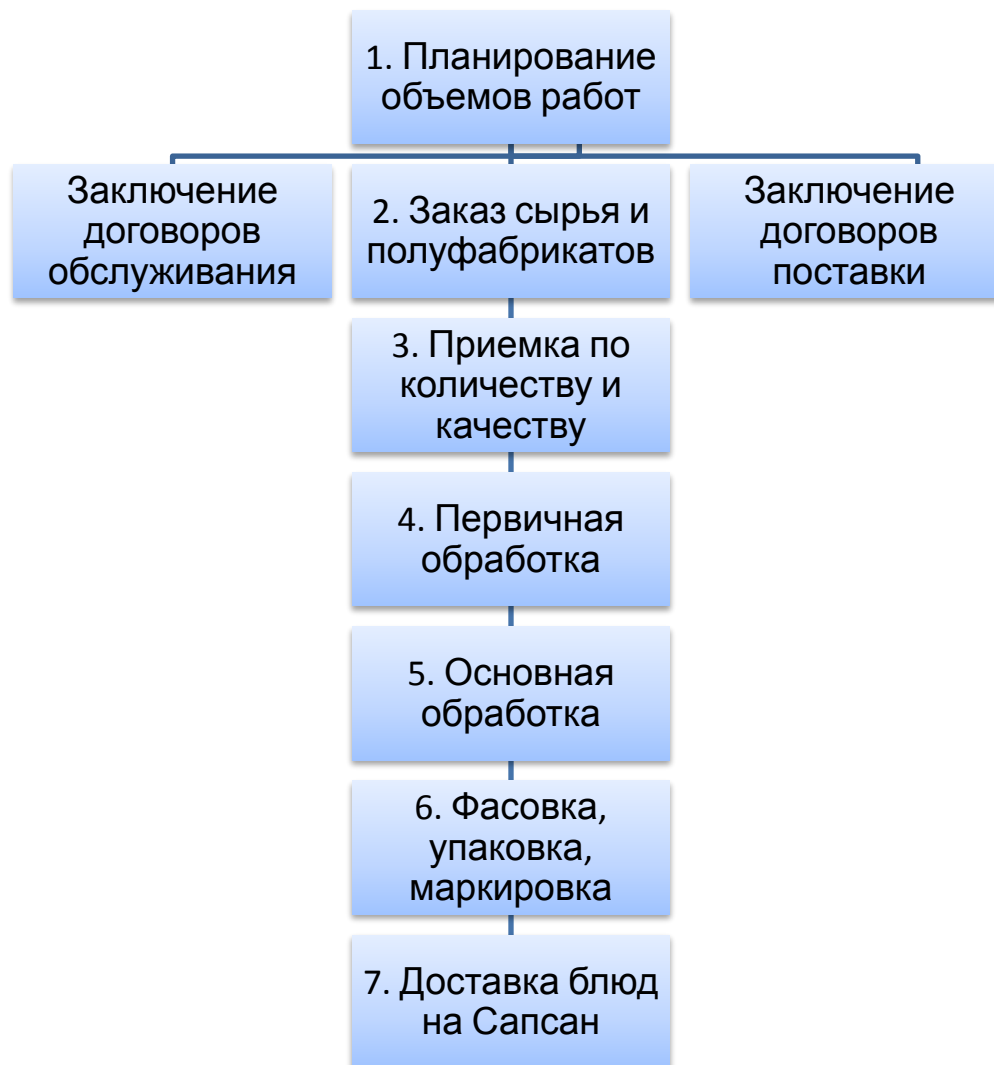 1. Планирование
объемов работ
Заключение
договоров
обслуживания
2. Заказ сырья и
полуфабрикатов
Заключение
договоров
поставки
3. Приемка по
количеству и
качеству
4. Первичная
обработка
5. Основная
обработка
6. Фасовка,
упаковка,
маркировка
7. Доставка блюд
на Сапсан